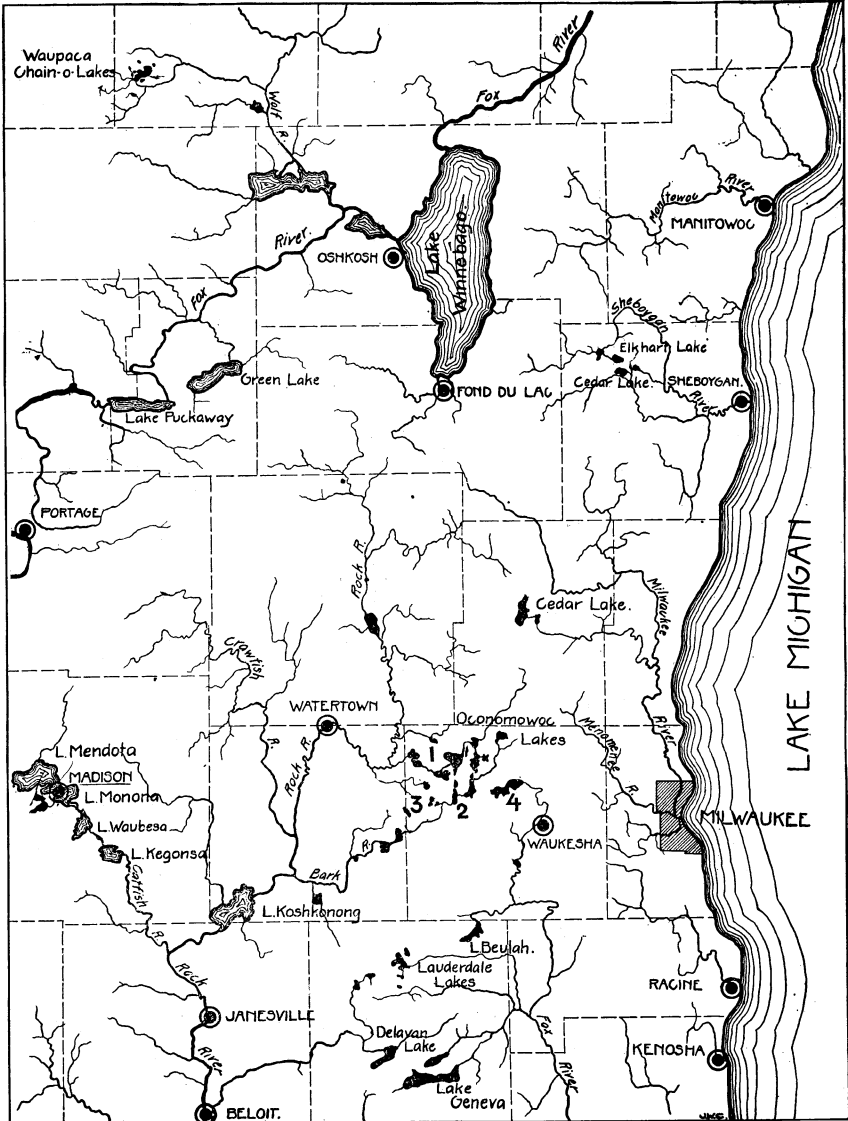 Waupaca
Chain-o-Lakes
Wolf
R.
Fox
River
Lake
Winnebago.
Manitowoc
River
MANITOWOC
River.
OSHKOSH
Fox
Sheboygan
Elkhart Lake
Cedar Lake.
SHEBOYGAN.
River
Green Lake
FOND DU LAC
Lake Puckaway
PORTAGE
Rock R.
Cedar Lake.
Milwaukee
River
LAKE MICHIGAN
Crawfish
R.
WATERTOWN
Rock R.
Oconomowoc
Lakes
Menomenee
R.
L. Mendota
MADISON
L. Monona
L. Waubesa
L. Kegonsa
1
2
3
4
MILWAUKEE
WAUKESHA
Catfish
R.
Bark
R.
L. Koshkonong
L. Beulah.
Lauderdale
Lakes
RACINE
Rock
River
JANESVILLE
Delavan
Lake
Fox
River
KENOSHA
Lake
Geneva
BELOIT.